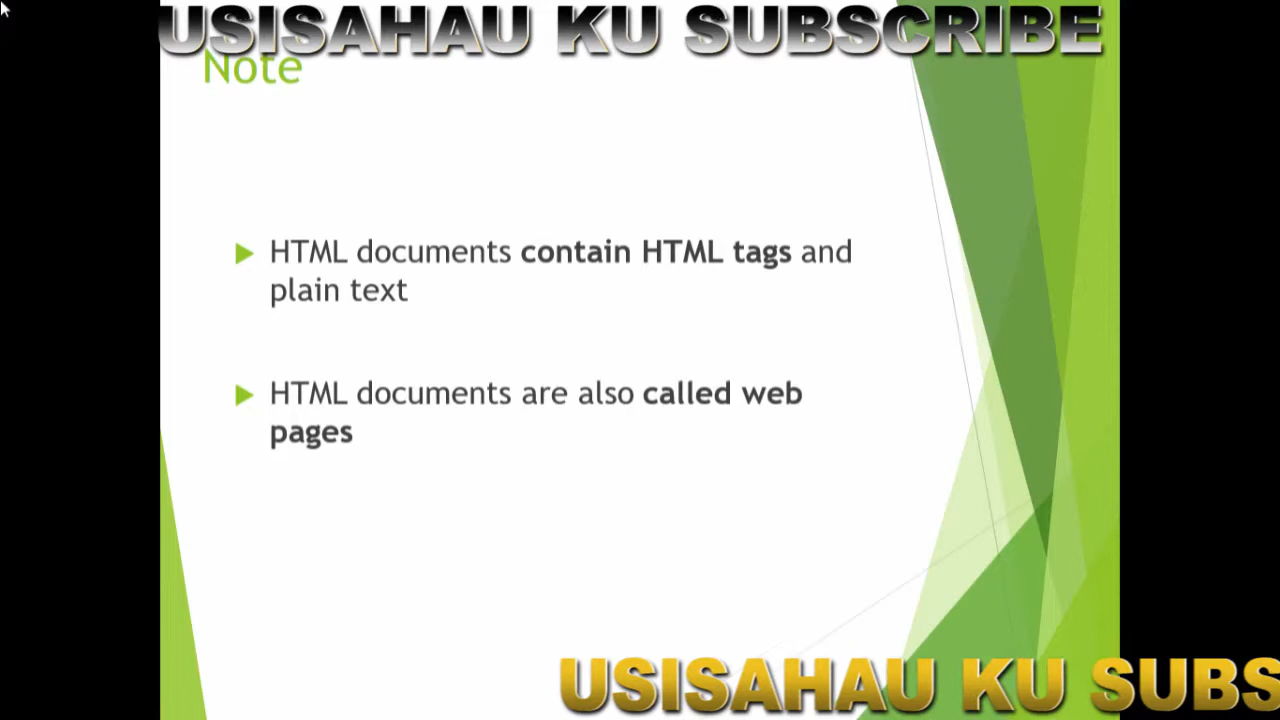 USISAHAU KU SUBSCRIBE
Note
HTML documents contain HTML tags and
plain text
HTML documents are also called web
pages
USISAHAU KU SUBS